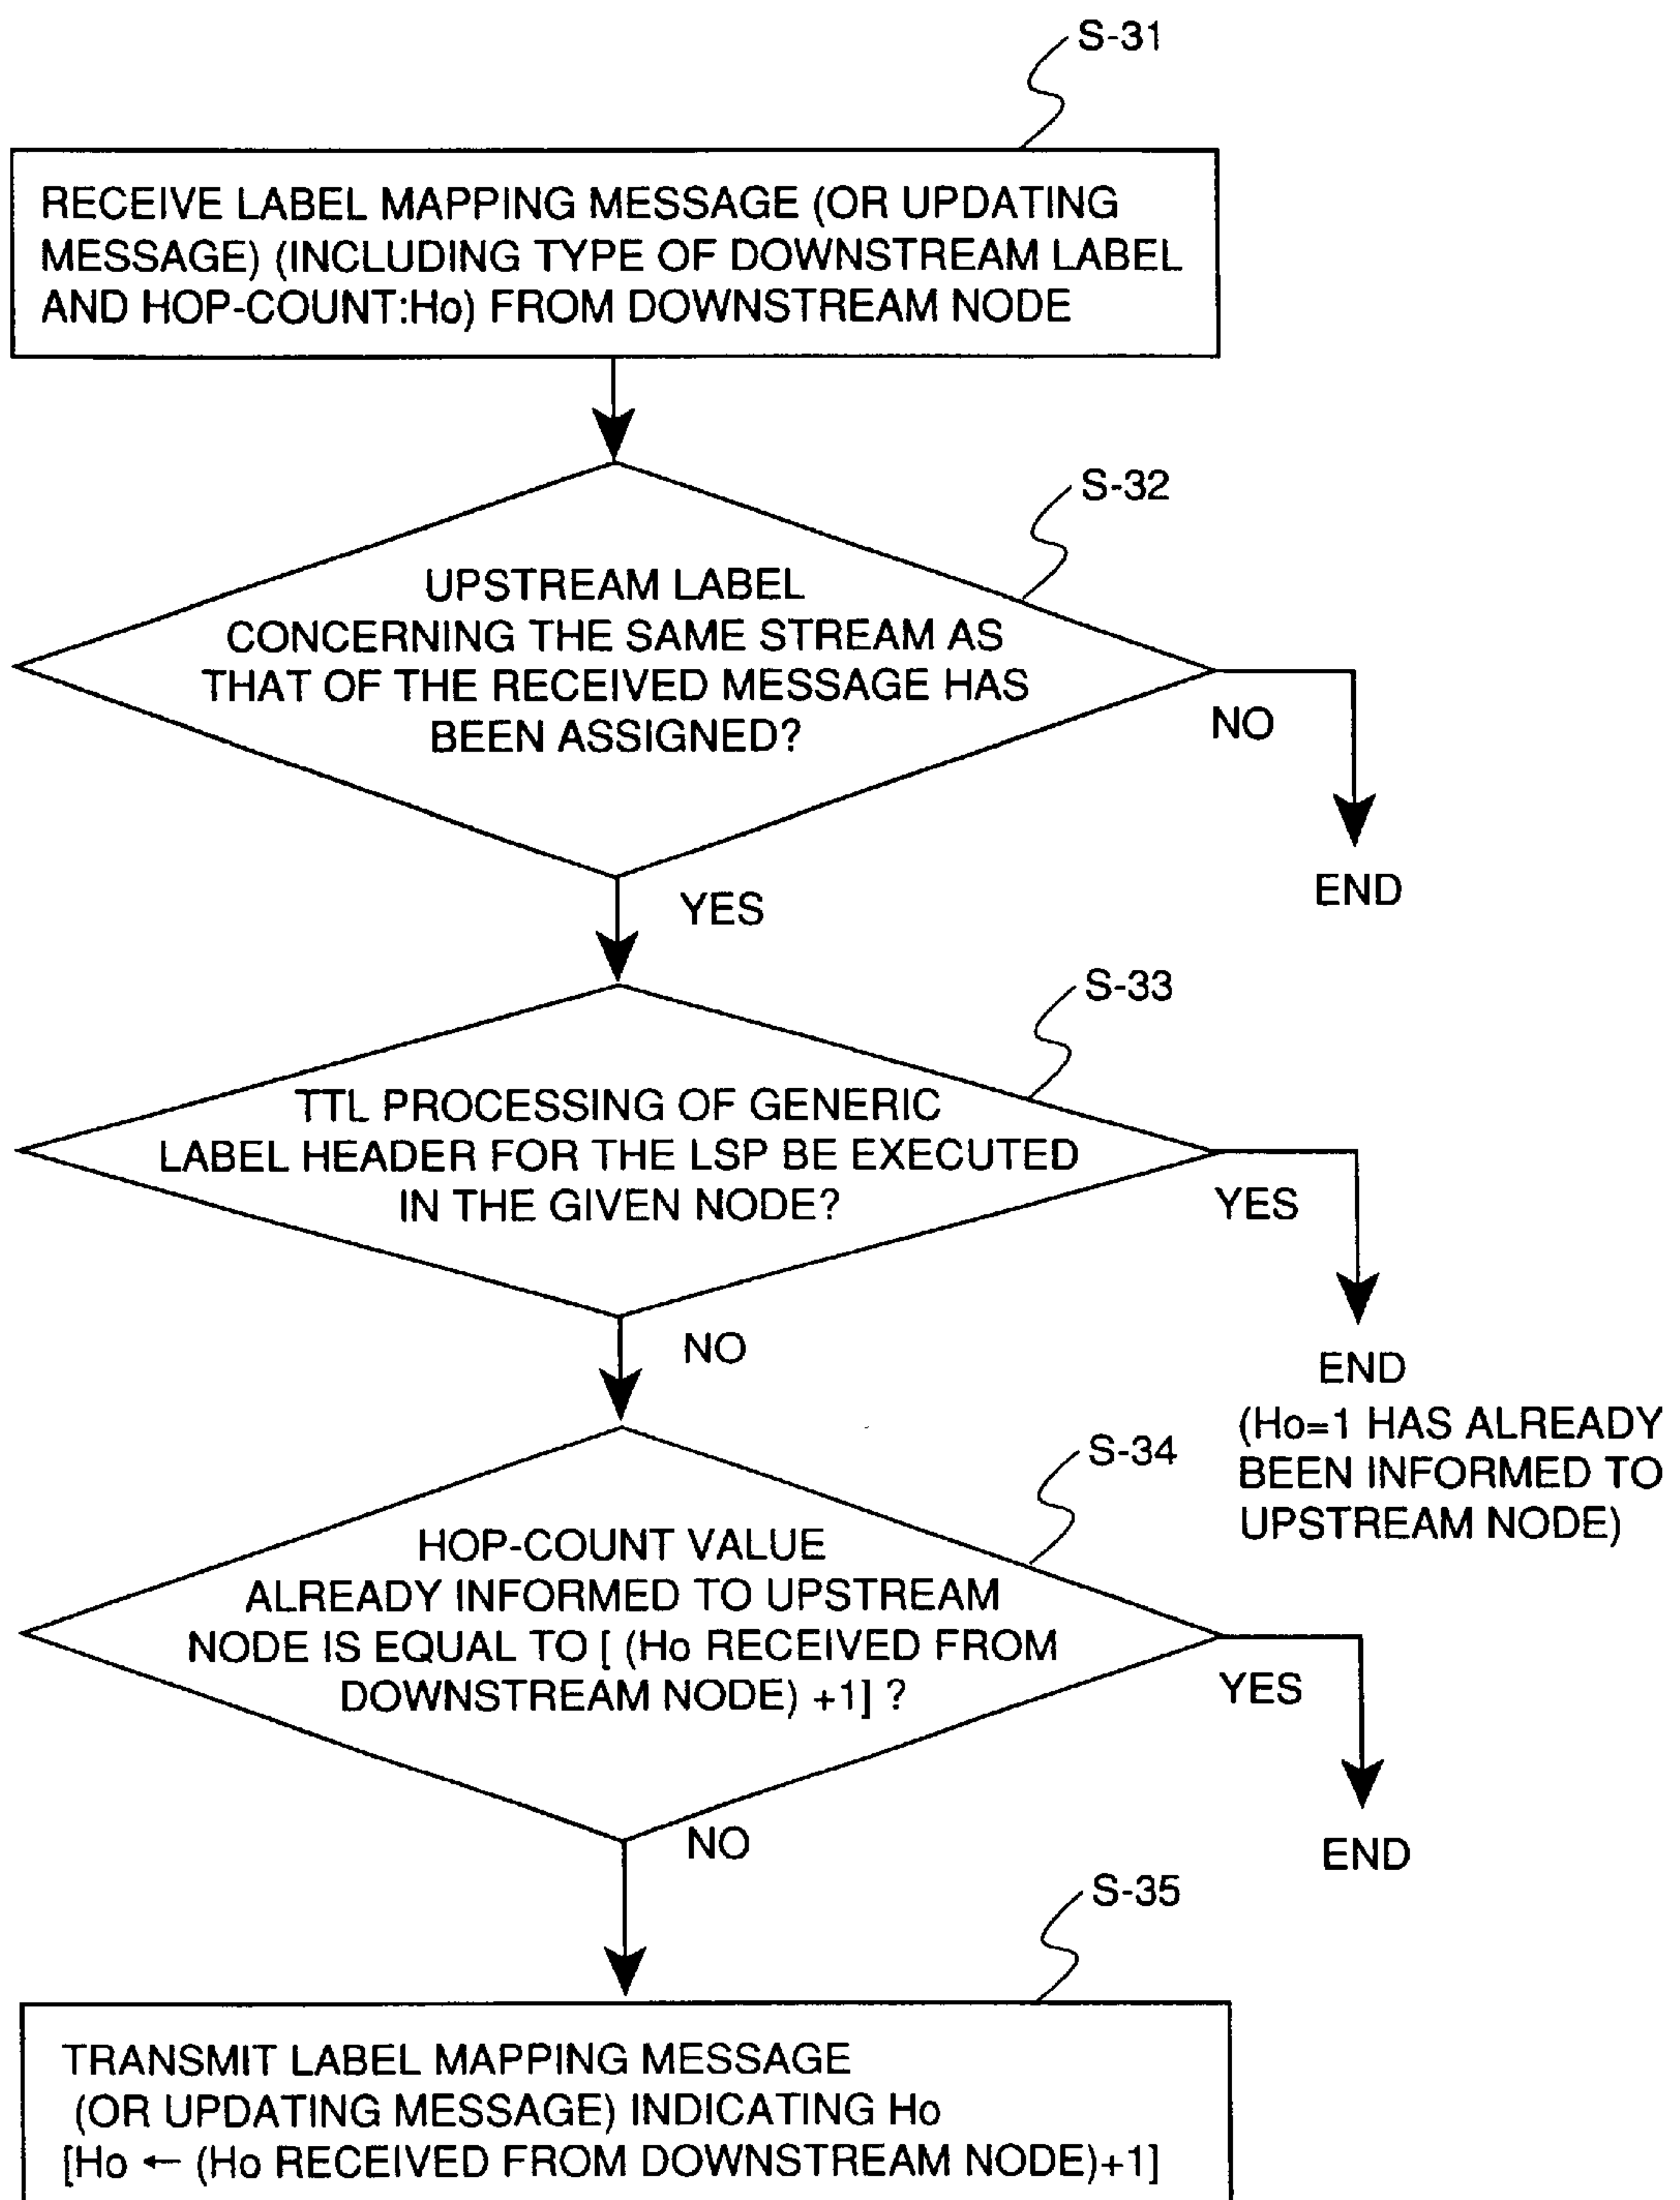 S-31
RECEIVE LABEL MAPPING MESSAGE (OR UPDATING
MESSAGE) (INCLUDING TYPE OF DOWNSTREAM LABEL
AND HOP-COUNT:Ho) FROM DOWNSTREAM NODE
S-32
UPSTREAM LABEL
CONCERNING THE SAME STREAM AS
THAT OF THE RECEIVED MESSAGE HAS
BEEN ASSIGNED?
NO
END
YES
S-33
TTL PROCESSING OF GENERIC
LABEL HEADER FOR THE LSP BE EXECUTED
IN THE GIVEN NODE?
YES
NO
END
(Ho=1 HAS ALREADY
BEEN INFORMED TO
UPSTREAM NODE)
S-34
HOP-COUNT VALUE
ALREADY INFORMED TO UPSTREAM
NODE IS EQUAL TO [ (Ho RECEIVED FROM
DOWNSTREAM NODE) +1] ?
YES
NO
END
S-35
TRANSMIT LABEL MAPPING MESSAGE
(OR UPDATING MESSAGE) INDICATING Ho
[Ho ← (Ho RECEIVED FROM DOWNSTREAM NODE)+1]